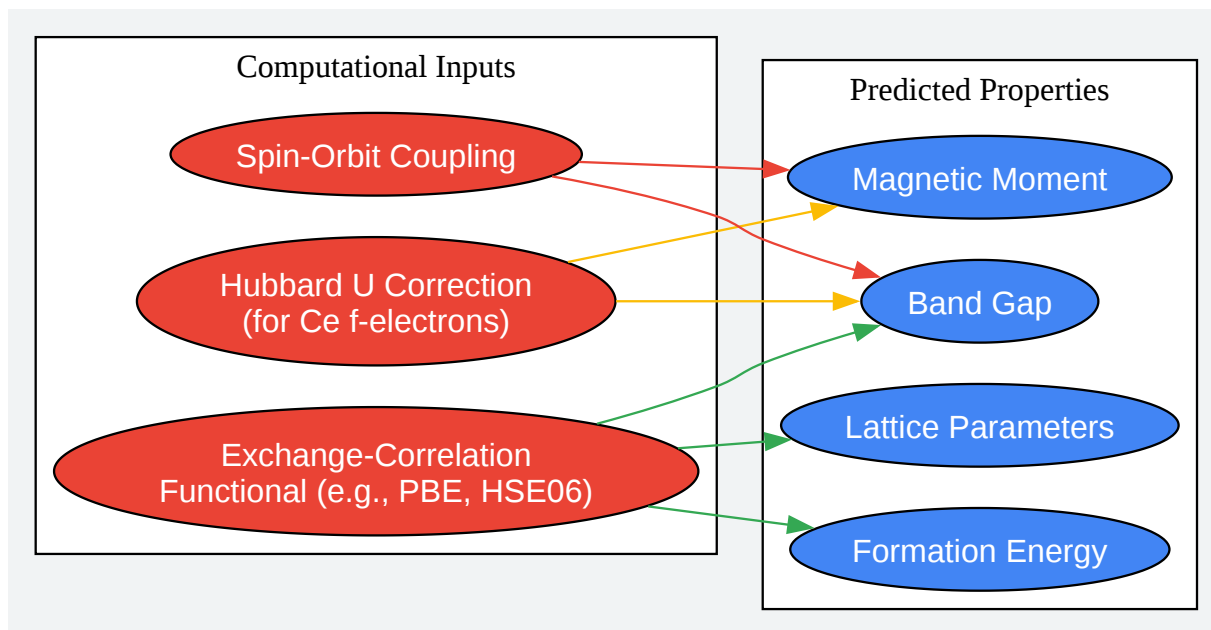 Computational Inputs
Spin-Orbit Coupling
Hubbard U Correction
(for Ce f-electrons)
Exchange-Correlation
Functional (e.g., PBE, HSE06)
Predicted Properties
Magnetic Moment
Band Gap
Lattice Parameters
Formation Energy